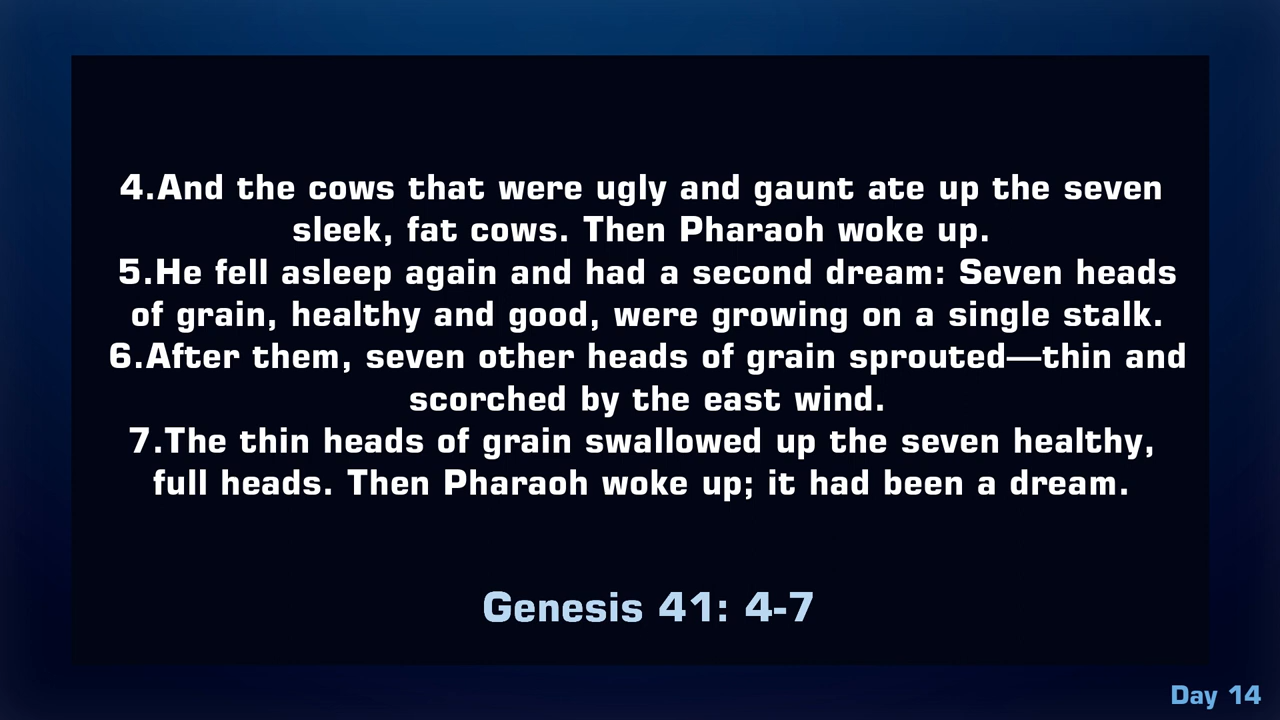 4.And the cows that were ugly and gaunt ate up the seven
sleek, fat cows. Then Pharaoh woke up.
5.He fell asleep again and had a second dream: Seven heads
of grain, healthy and good, were growing on a single stalk.
6.After them, seven other heads of grain sprouted—thin and
scorched by the east wind.
7.The thin heads of grain swallowed up the seven healthy,
full heads. Then Pharaoh woke up; it had been a dream.
Genesis 41: 4-7
Day 14